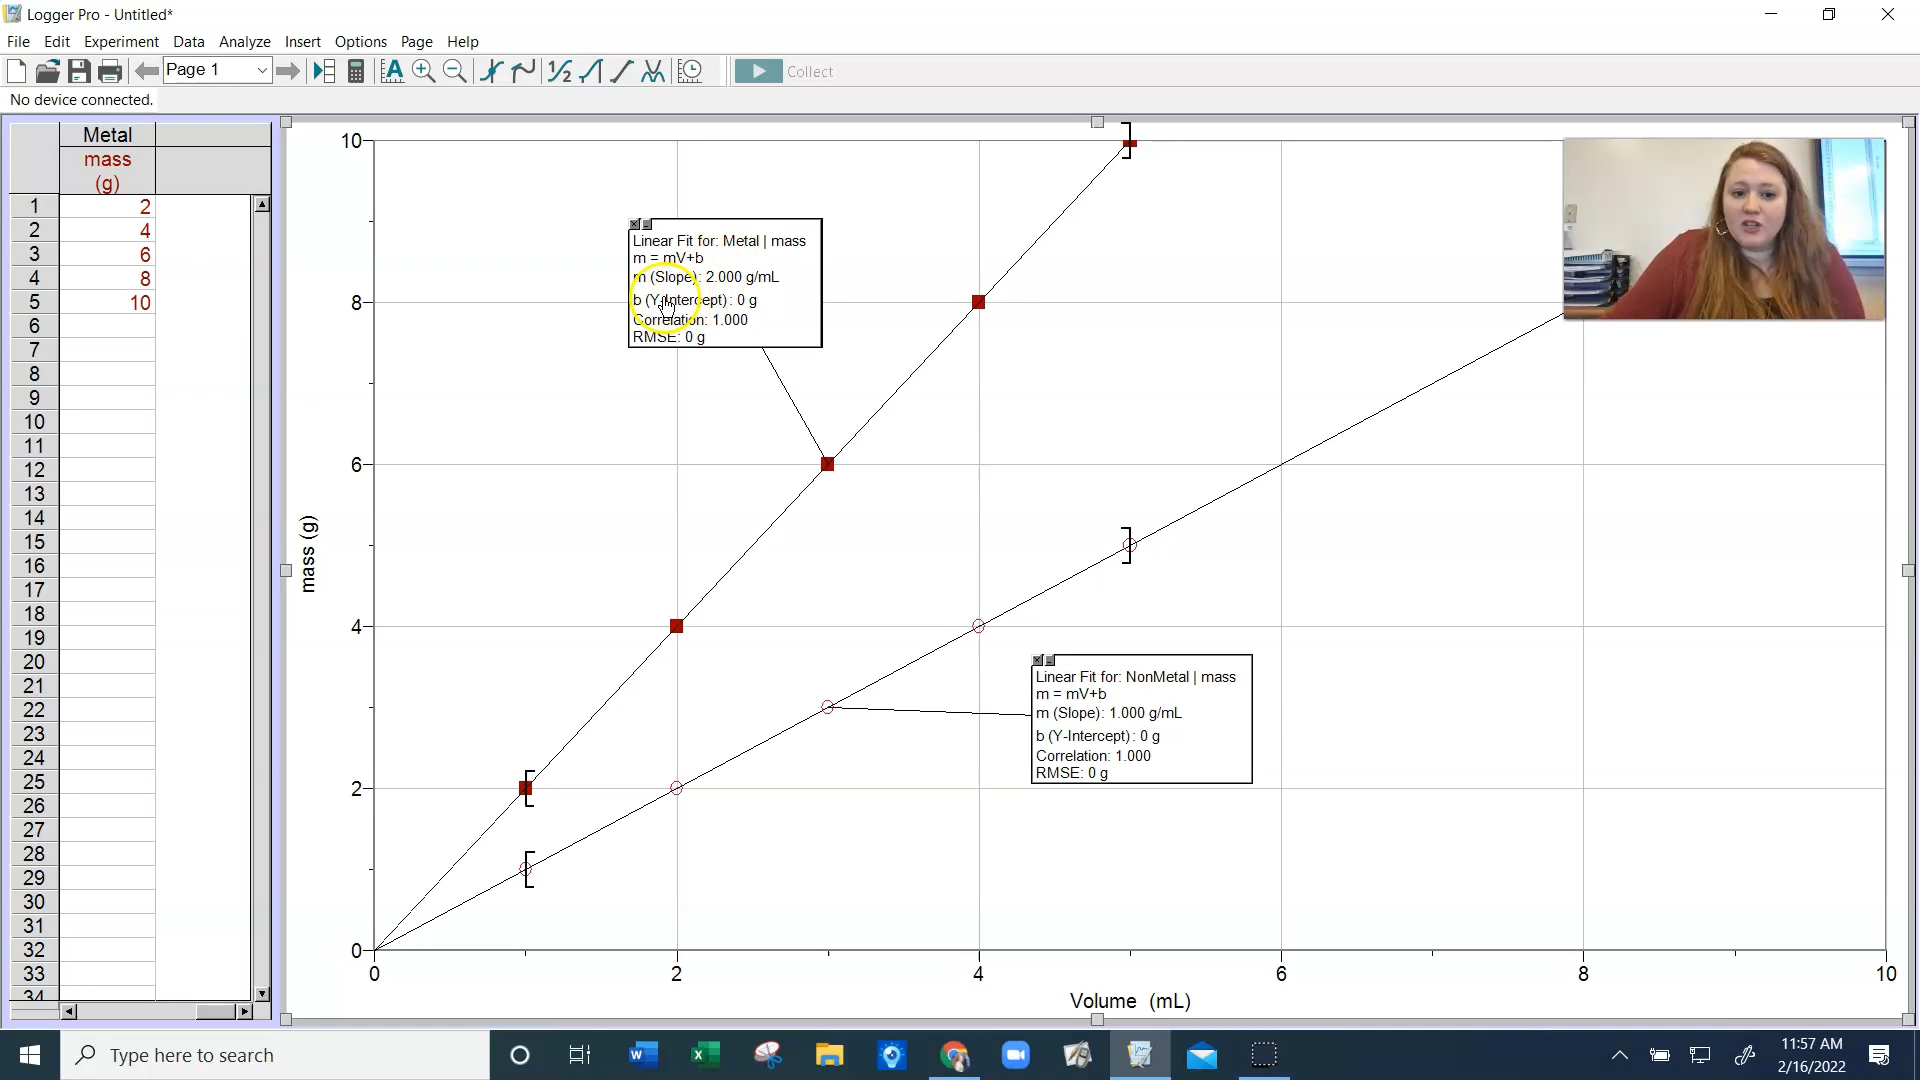 Logger Pro - Untitled*
File Edit Experiment Data Analyze Insert Options Page Help
Page 1
Collect
No device connected.
Metal
mass
(g)
1 2
2 4
3 6
4 8
5 10
6
7
8
9
10
11
12
13
14
15
16
17
18
19
20
21
22
23
24
25
26
27
28
29
30
31
32
33
34
10
8
6
4
2
0
mass (g)
Linear Fit for: Metal | mass
m = mV+b
m (Slope): 2.000 g/mL
b (Y-Intercept): 0 g
Correlation: 1.000
RMSE: 0 g
Linear Fit for: NonMetal | mass
m = mV+b
m (Slope): 1.000 g/mL
b (Y-Intercept): 0 g
Correlation: 1.000
RMSE: 0 g
0 2 4 6 8 10
Volume (mL)
Type here to search
11:57 AM
2/16/2022